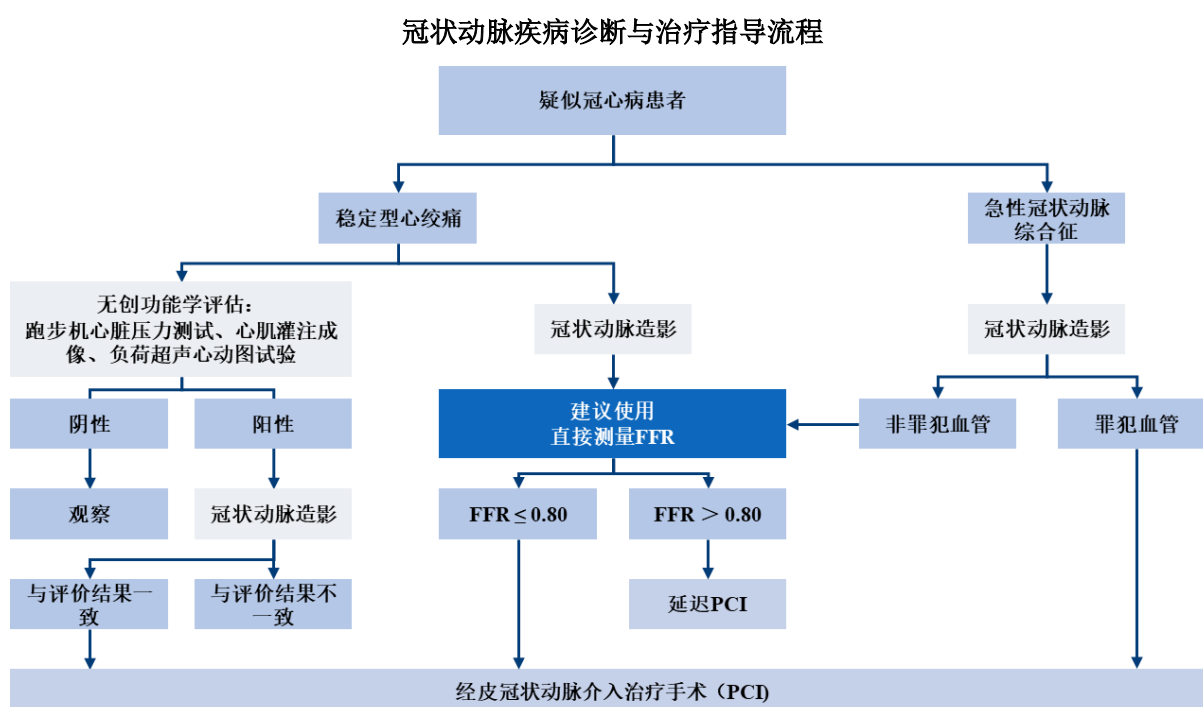 冠状动脉疾病诊断与治疗指导流程
疑似冠心病患者
稳定型心绞痛
急性冠状动脉
综合征
无创功能学评估：
跑步机心脏压力测试、心肌灌注成
像、负荷超声心动图试验
冠状动脉造影
冠状动脉造影
阴性
阳性
建议使用
直接测量FFR
非罪犯血管
罪犯血管
观察
冠状动脉造影
FFR ≤ 0.80
FFR ＞ 0.80
与评价结果一
致
与评价结果不
一致
延迟PCI
经皮冠状动脉介入治疗手术（PCI)